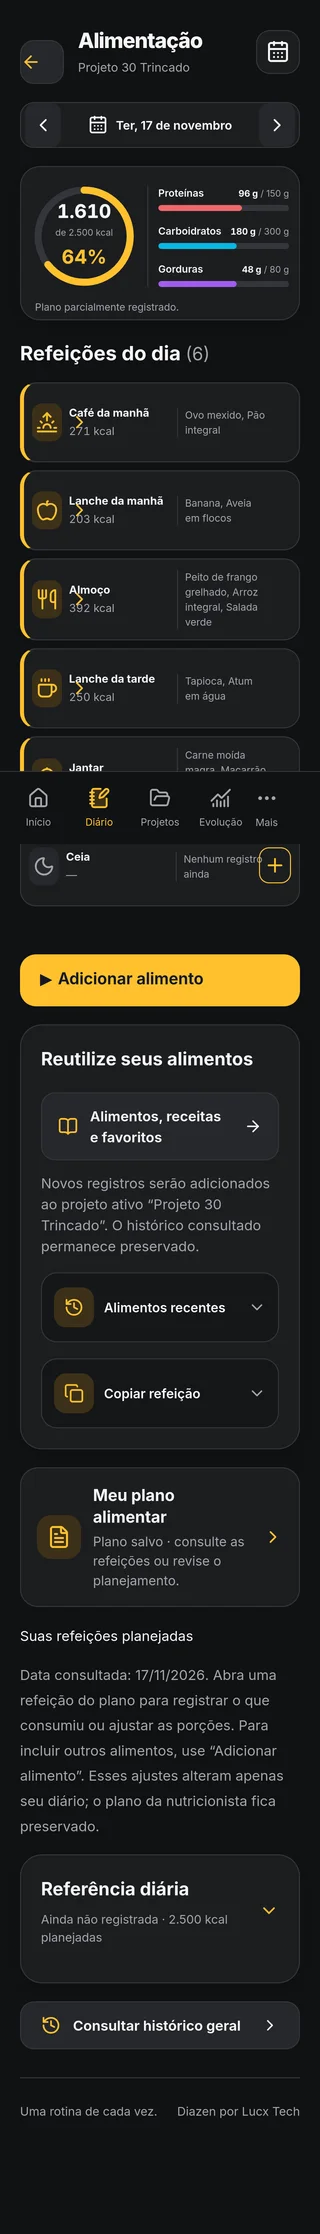 Alimentação
Projeto 30 Trincado
Ter, 17 de novembro
1.610
de 2.500 kcal
64%
Proteínas 96 g / 150 g
Carboidratos 180 g / 300 g
Gorduras 48 g / 80 g
Plano parcialmente registrado.
Refeições do dia (6)
Café da manhã
271 kcal
Ovo mexido, Pão
integral
Lanche da manhã
203 kcal
Banana, Aveia
em flocos
Almoço
392 kcal
Peito de frango
grelhado, Arroz
integral, Salada
verde
Lanche da tarde
250 kcal
Tapioca, Atum
em água
Jantar
Carne moída
magra, Macarrão
Início
Diário
Projetos
Evolução
Mais
Ceia
—
Nenhum registro
ainda
▶ Adicionar alimento
Reutilize seus alimentos
Alimentos, receitas
e favoritos
Novos registros serão adicionados
ao projeto ativo “Projeto 30
Trincado”. O histórico consultado
permanece preservado.
Alimentos recentes
Copiar refeição
Meu plano
alimentar
Plano salvo · consulte as
refeições ou revise o
planejamento.
Suas refeições planejadas
Data consultada: 17/11/2026. Abra uma
refeição do plano para registrar o que
consumiu ou ajustar as porções. Para
incluir outros alimentos, use “Adicionar
alimento”. Esses ajustes alteram apenas
seu diário; o plano da nutricionista fica
preservado.
Referência diária
Ainda não registrada · 2.500 kcal
planejadas
Consultar histórico geral
Uma rotina de cada vez.
Diazen por Lucx Tech